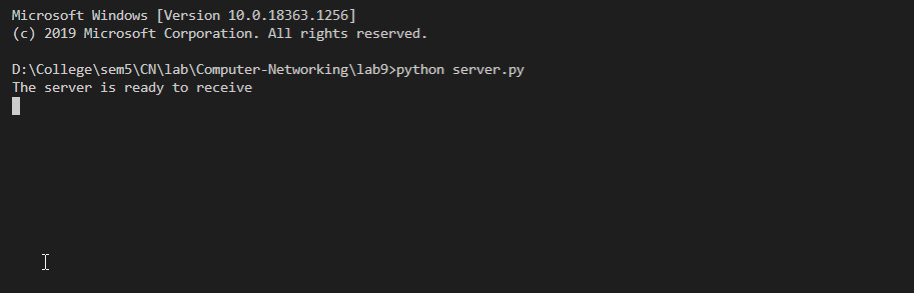 Microsoft Windows [Version 10.0.18363.1256]
(c) 2019 Microsoft Corporation. All rights reserved.
D:\College\sem5\CN\lab\Computer-Networking\lab9>python server.py
The server is ready to receive